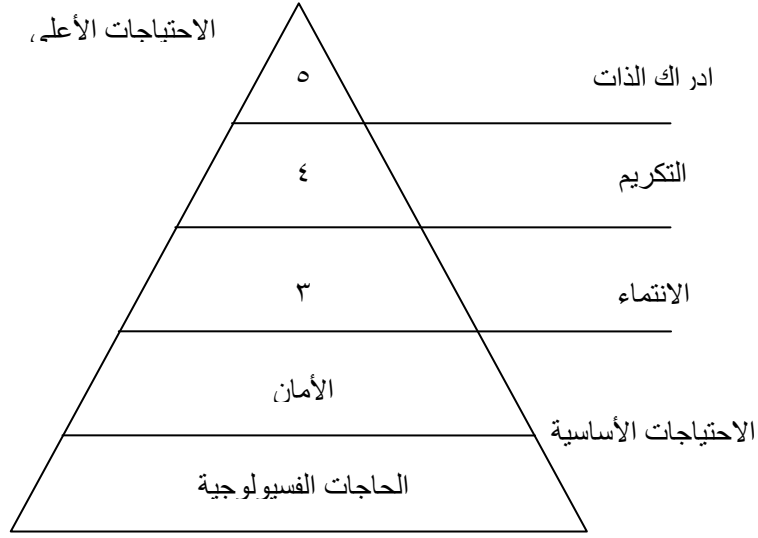 الاحتياجات الأعلى
٥
ادراك الذات
٤
التكريم
٣
الانتماء
الأمان
الاحتياجات الأساسية
الحاجات الفسيولوجية